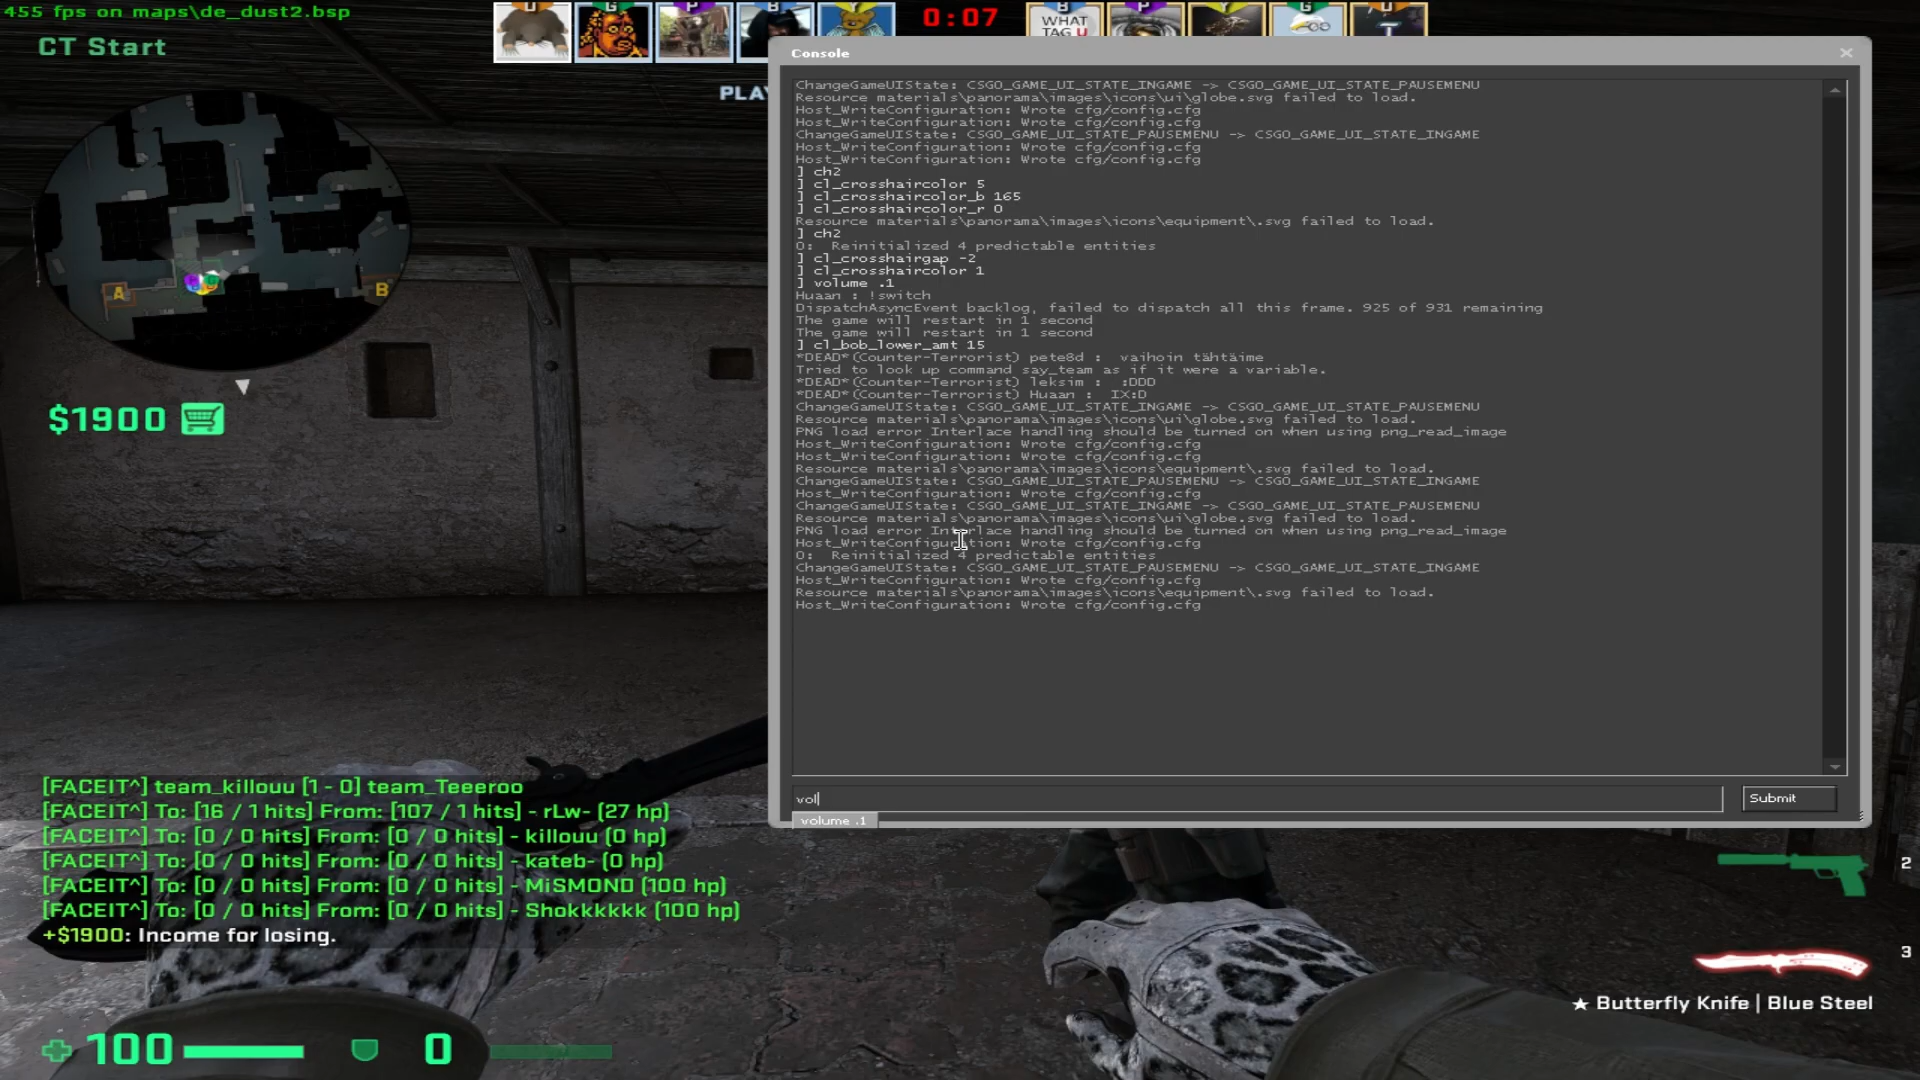 455 fps on maps\de_dust2.bsp
CT Start
0:07
WHAT
TAG U
PLAY
A
B
$1900
Console
ChangeGameUIState: CSGO_GAME_UI_STATE_INGAME -> CSGO_GAME_UI_STATE_PAUSEMENU
Resource materials\panorama\images\icons\ui\globe.svg failed to load.
Host_WriteConfiguration: Wrote cfg/config.cfg
Host_WriteConfiguration: Wrote cfg/config.cfg
ChangeGameUIState: CSGO_GAME_UI_STATE_PAUSEMENU -> CSGO_GAME_UI_STATE_INGAME
Host_WriteConfiguration: Wrote cfg/config.cfg
Host_WriteConfiguration: Wrote cfg/config.cfg
] ch2
] cl_crosshaircolor 5
] cl_crosshaircolor_b 165
] cl_crosshaircolor_r 0
Resource materials\panorama\images\icons\equipment\.svg failed to load.
] ch2
0:  Reinitialized 4 predictable entities
] cl_crosshairgap -2
] cl_crosshaircolor 1
] volume .1
Huaan : !switch
DispatchAsyncEvent backlog, failed to dispatch all this frame. 925 of 931 remaining
The game will restart in 1 second
The game will restart in 1 second
] cl_bob_lower_amt 15
*DEAD*(Counter-Terrorist) pete8d :  vaihoin tähtäime
Tried to look up command say_team as if it were a variable.
*DEAD*(Counter-Terrorist) leksim :  :DDD
*DEAD*(Counter-Terrorist) Huaan :  IX:D
ChangeGameUIState: CSGO_GAME_UI_STATE_INGAME -> CSGO_GAME_UI_STATE_PAUSEMENU
Resource materials\panorama\images\icons\ui\globe.svg failed to load.
PNG load error Interlace handling should be turned on when using png_read_image
Host_WriteConfiguration: Wrote cfg/config.cfg
Host_WriteConfiguration: Wrote cfg/config.cfg
Resource materials\panorama\images\icons\equipment\.svg failed to load.
ChangeGameUIState: CSGO_GAME_UI_STATE_PAUSEMENU -> CSGO_GAME_UI_STATE_INGAME
Host_WriteConfiguration: Wrote cfg/config.cfg
ChangeGameUIState: CSGO_GAME_UI_STATE_INGAME -> CSGO_GAME_UI_STATE_PAUSEMENU
Resource materials\panorama\images\icons\ui\globe.svg failed to load.
PNG load error Interlace handling should be turned on when using png_read_image
Host_WriteConfiguration: Wrote cfg/config.cfg
0:  Reinitialized 4 predictable entities
ChangeGameUIState: CSGO_GAME_UI_STATE_PAUSEMENU -> CSGO_GAME_UI_STATE_INGAME
Host_WriteConfiguration: Wrote cfg/config.cfg
Resource materials\panorama\images\icons\equipment\.svg failed to load.
Host_WriteConfiguration: Wrote cfg/config.cfg
vol
Submit
volume .1
[FACEIT^] team_killouu [1 - 0] team_Teeeroo
[FACEIT^] To: [16 / 1 hits] From: [107 / 1 hits] - rLw- (27 hp)
[FACEIT^] To: [0 / 0 hits] From: [0 / 0 hits] - killouu (0 hp)
[FACEIT^] To: [0 / 0 hits] From: [0 / 0 hits] - kateb- (0 hp)
[FACEIT^] To: [0 / 0 hits] From: [0 / 0 hits] - MiSMOND (100 hp)
[FACEIT^] To: [0 / 0 hits] From: [0 / 0 hits] - Shokkkkkk (100 hp)
+$1900: Income for losing.
2
3
★ Butterfly Knife | Blue Steel
100
0